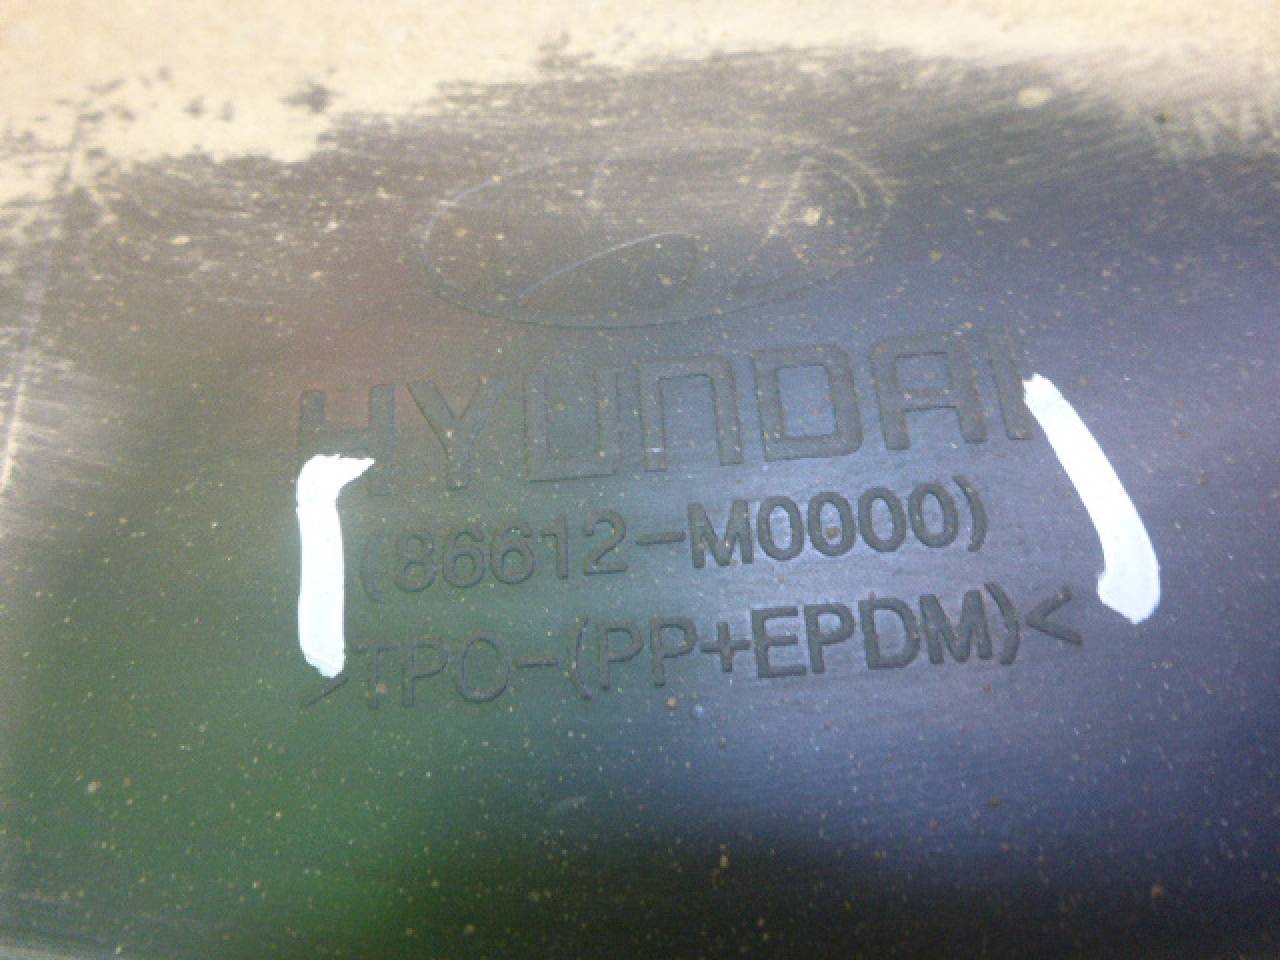 HYUNDAI
(86612-M0000)
>TPO-(PP+EPDM)<